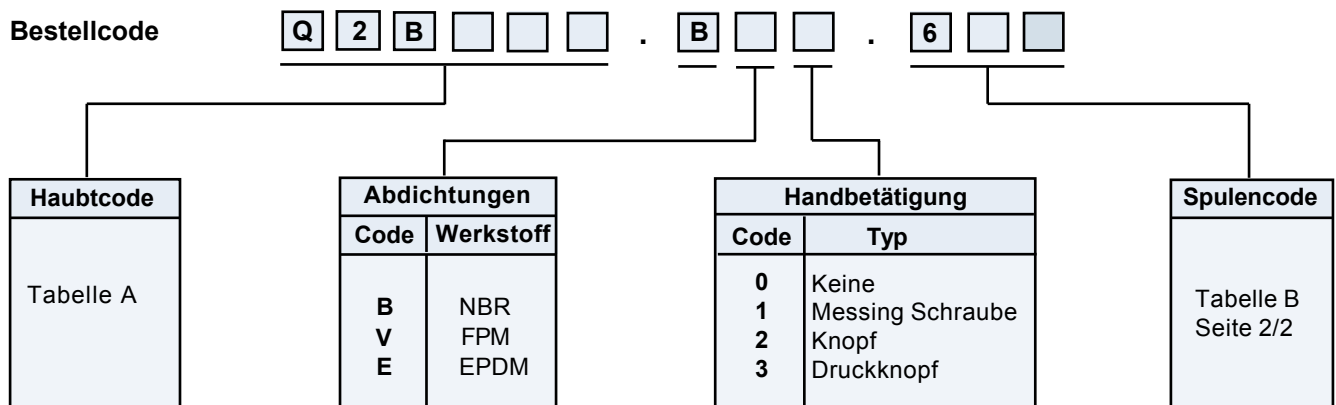 Bestellcode Q 2 B . B . 6
Haubtcode
Tabelle A
Abdichtungen
Code Werkstoff
B NBR
V FPM
E EPDM
Handbetätigung
Code Typ
0 Keine
1 Messing Schraube
2 Knopf
3 Druckknopf
Spulencode
Tabelle B
Seite 2/2